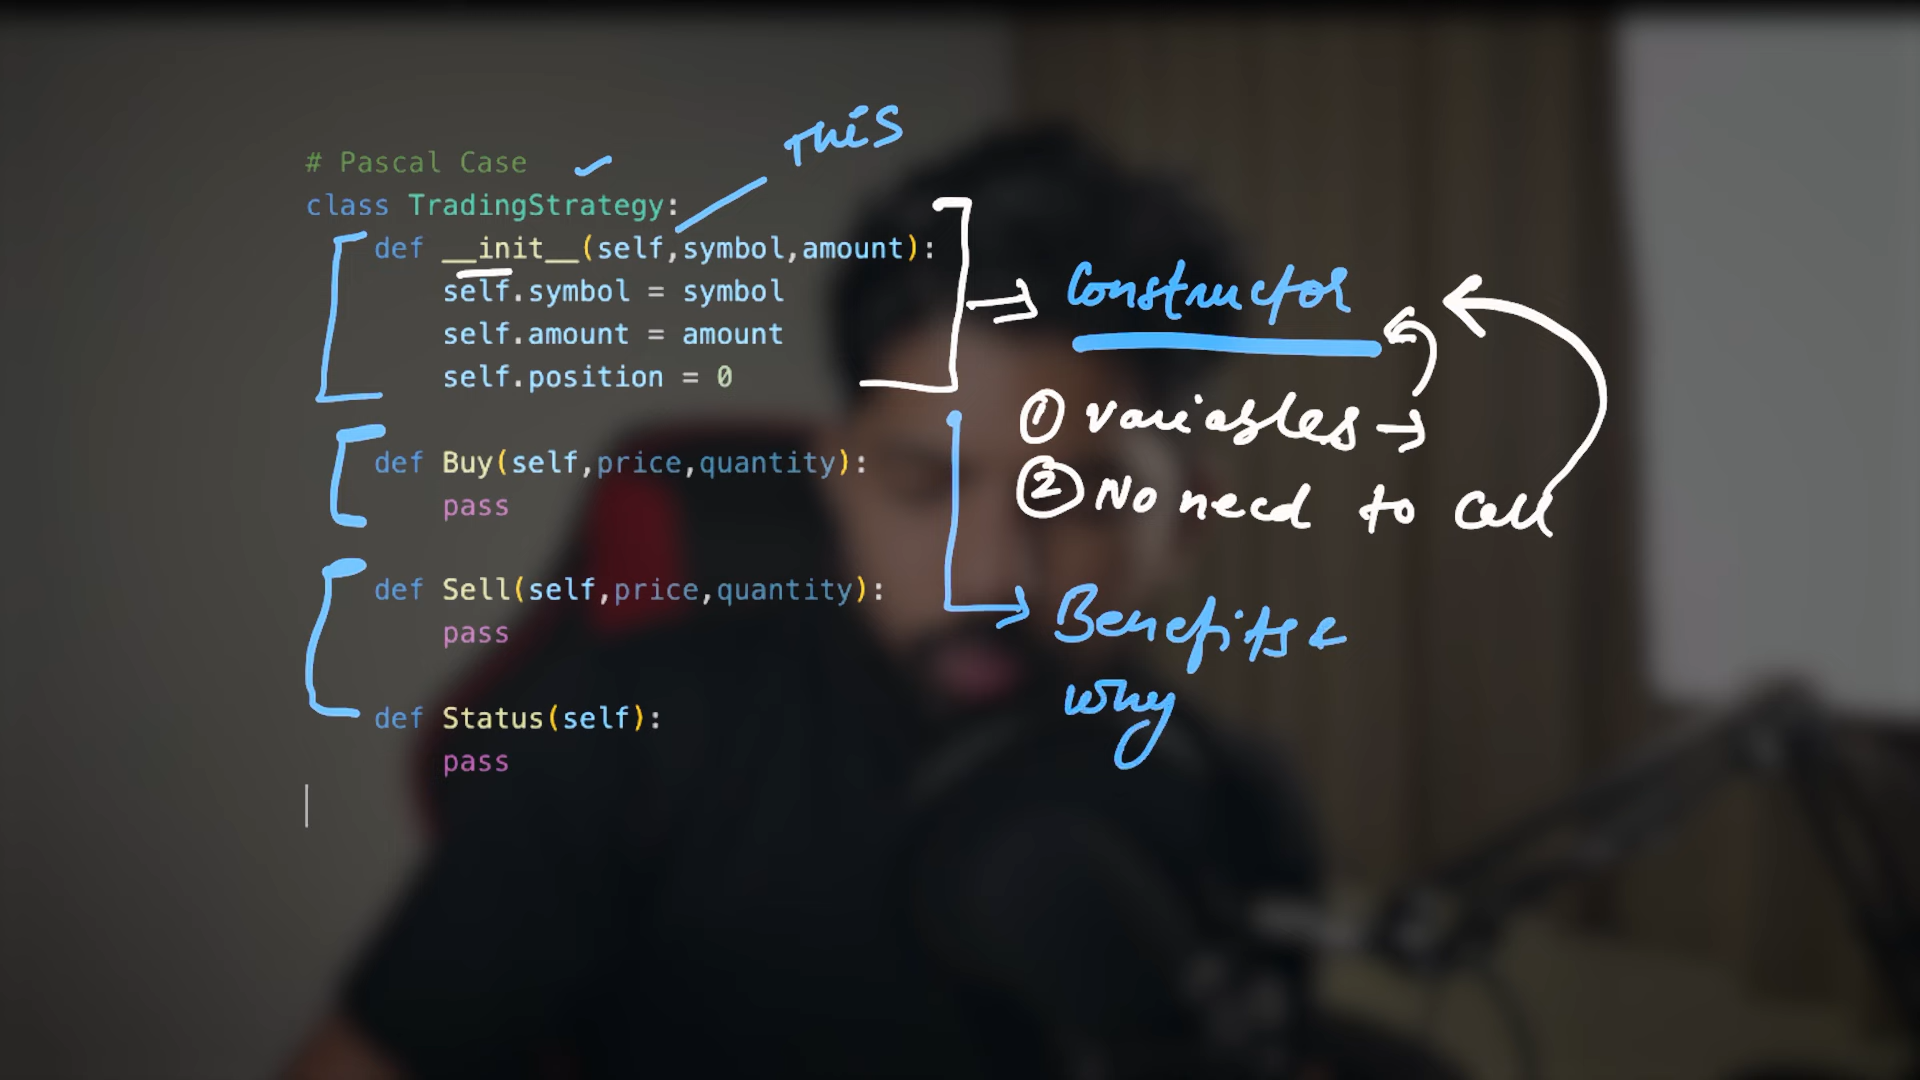 THiS
# Pascal Case
class TradingStrategy:
def __init__(self,symbol,amount):
self.symbol = symbol
self.amount = amount
self.position = 0
def Buy(self,price,quantity):
pass
def Sell(self,price,quantity):
pass
def Status(self):
pass
Constructor
① variables →
② No need to call
Benefits &
why